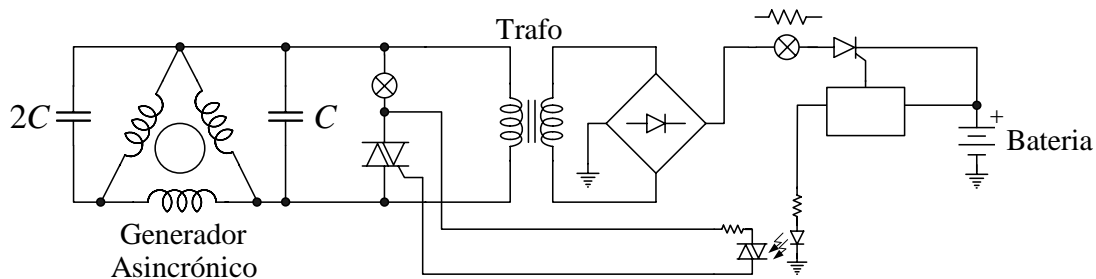 Trafo
2C
C
+
Bateria
Generador
Asincrónico